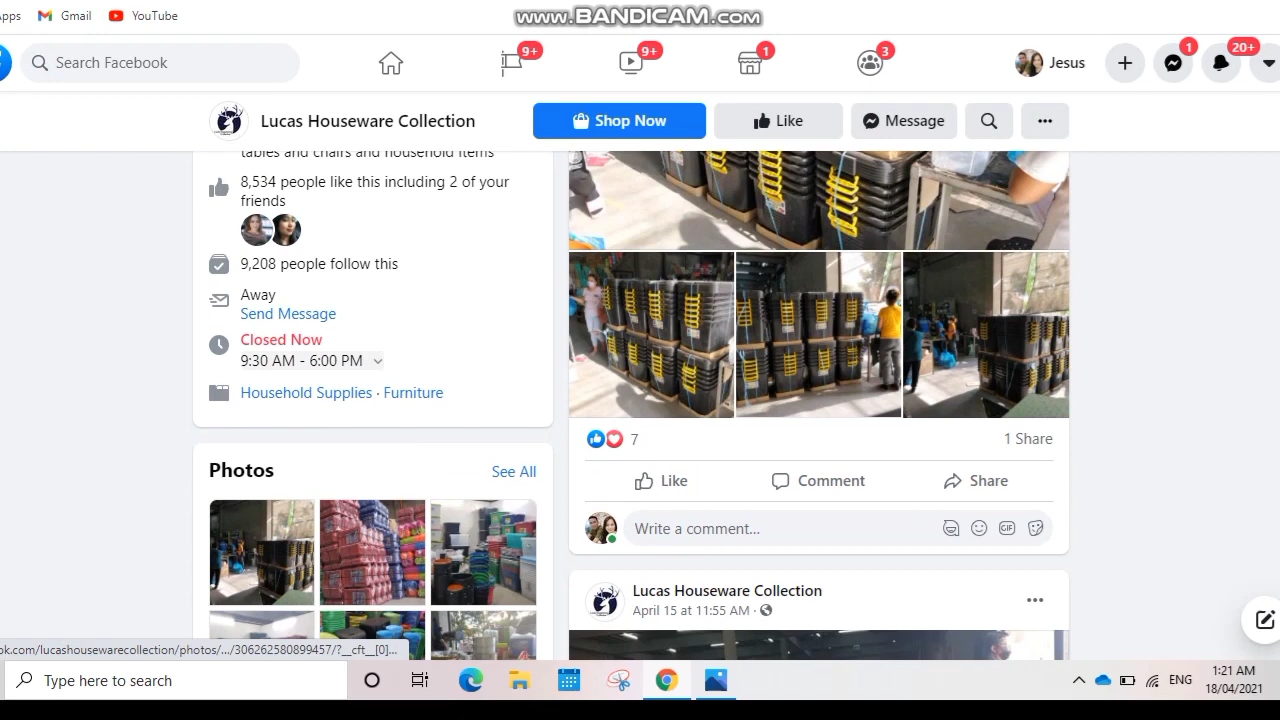 www.BANDICAM.com
pps Gmail YouTube
Search Facebook
9+
9+
1
3
Jesus
1
20+
Lucas Houseware Collection
Shop Now
Like
Message
tables and chairs and household items
8,534 people like this including 2 of your
friends
9,208 people follow this
Away
Send Message
Closed Now
9:30 AM - 6:00 PM
Household Supplies · Furniture
Photos
See All
7
1 Share
Like
Comment
Share
Write a comment...
GIF
Lucas Houseware Collection
April 15 at 11:55 AM ·
ok.com/lucashousewarecollection/photos/.../306262580899457/?__cft__[0]...
Type here to search
ENG
1:21 AM
18/04/2021